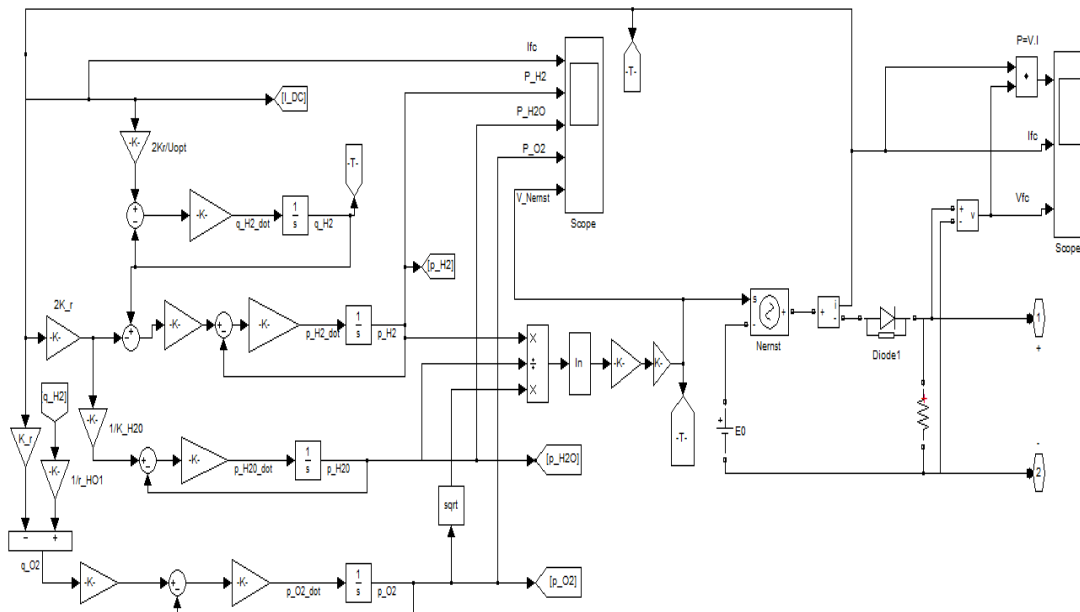 Ifc
P_H2
P_H2O
P_O2
V_Nernst
Scope
-T-
P=V.I
Ifc
Vfc
Scope
[I_DC]
-K-
2Kr/Uopt
+
-
-K-
q_H2_dot
1
s
q_H2
-T-
[p_H2]
2K_r
-K-
+
-K-
+
-
-K-
p_H2_dot
1
s
p_H2
X
÷
X
ln
-K-
K-
-T-
s
-
+
Nernst
+
i
-
Diode1
+
-
v
1
+
+
E0
-
2
q_H2]
-K-
1/K_H20
K_r
-K-
1/r_HO1
+
-
-K-
p_H20_dot
1
s
p_H20
[p_H2O]
sqrt
-
+
q_O2
-K-
+
-
-K-
p_O2_dot
1
s
p_O2
[p_O2]